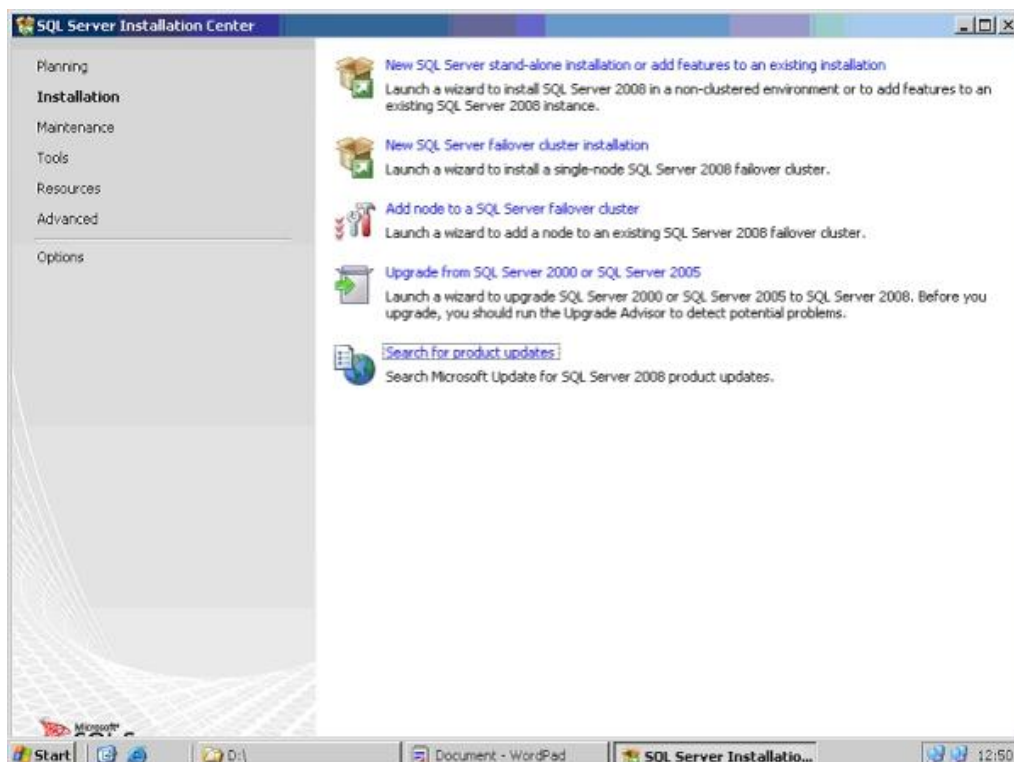 SQL Server Installation Center
Planning
Installation
Maintenance
Tools
Resources
Advanced
Options
New SQL Server stand-alone installation or add features to an existing installation
Launch a wizard to install SQL Server 2008 in a non-clustered environment or to add features to an
existing SQL Server 2008 instance.
New SQL Server failover cluster installation
Launch a wizard to install a single-node SQL Server 2008 failover cluster.
Add node to a SQL Server failover cluster
Launch a wizard to add a node to an existing SQL Server 2008 failover cluster.
Upgrade from SQL Server 2000 or SQL Server 2005
Launch a wizard to upgrade SQL Server 2000 or SQL Server 2005 to SQL Server 2008. Before you
upgrade, you should run the Upgrade Advisor to detect potential problems.
Search for product updates
Search Microsoft Update for SQL Server 2008 product updates.
Microsoft
Start D:\ Document - WordPad SQL Server Installatio... 12:50